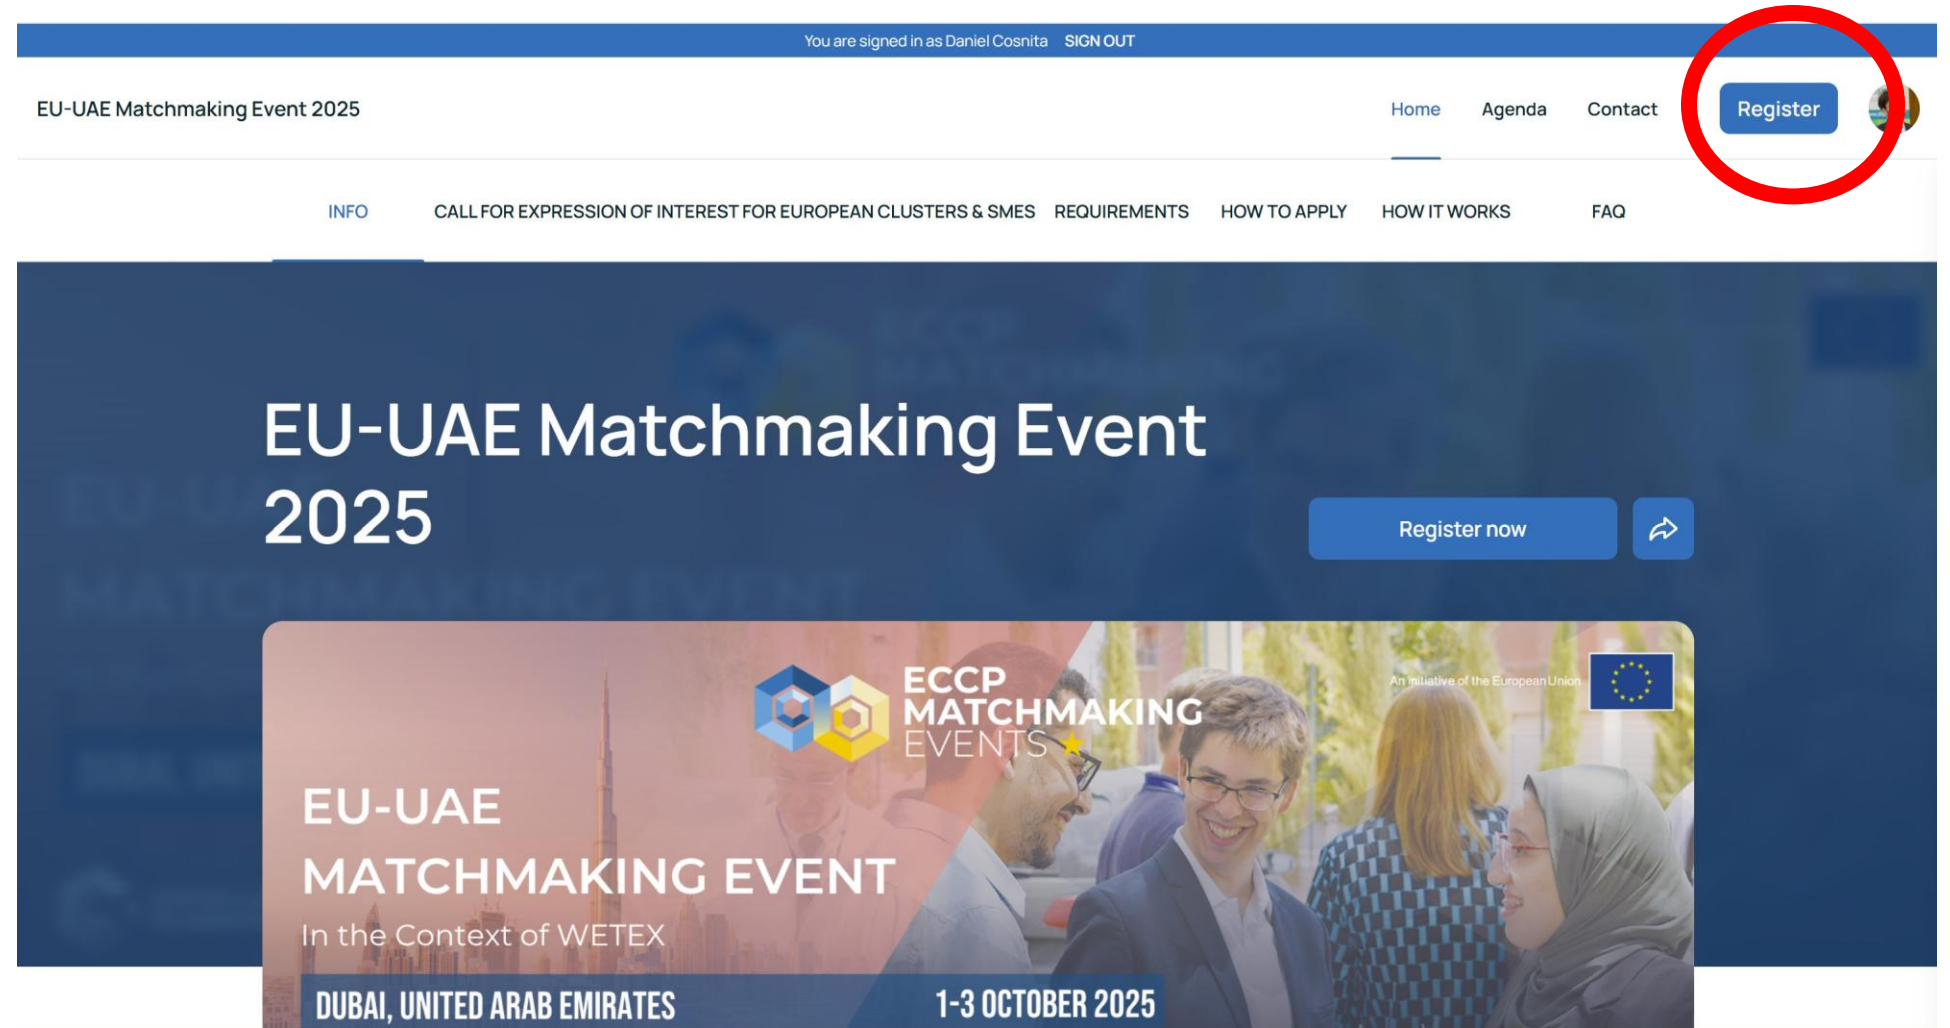 You are signed in as Daniel Cosnita SIGN OUT
EU-UAE Matchmaking Event 2025
Home Agenda Contact Register
INFO CALL FOR EXPRESSION OF INTEREST FOR EUROPEAN CLUSTERS & SMES REQUIREMENTS HOW TO APPLY HOW IT WORKS FAQ
EU-UAE Matchmaking Event
2025
Register now
ECCP
MATCHMAKING
EVENTS
An initiative of the European Union
EU-UAE
MATCHMAKING EVENT
In the Context of WETEX
DUBAI, UNITED ARAB EMIRATES 1-3 OCTOBER 2025